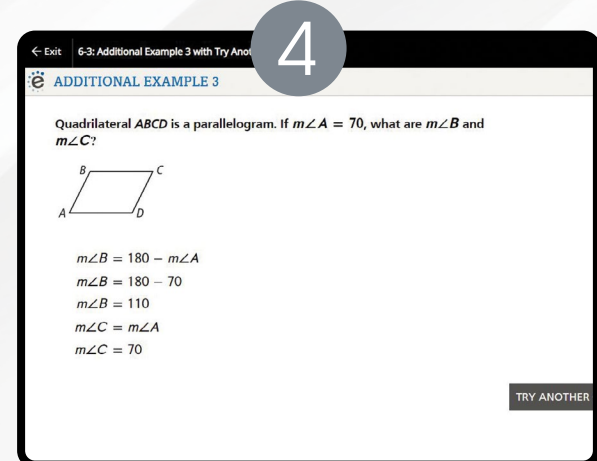 4
← Exit 6-3: Additional Example 3 with Try Anot
ë ADDITIONAL EXAMPLE 3
Quadrilateral ABCD is a parallelogram. If m∠A = 70, what are m∠B and
m∠C?
B C
A D
m∠B = 180 − m∠A
m∠B = 180 − 70
m∠B = 110
m∠C = m∠A
m∠C = 70
TRY ANOTHER